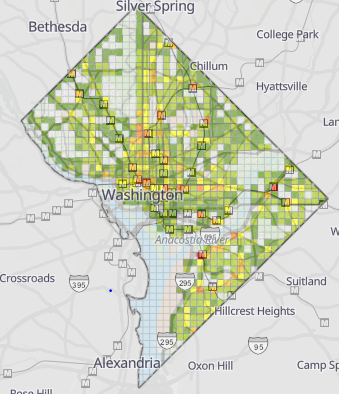 Silver Spring
Bethesda
College Park
Chillum
Hyattsville
Washington
Anacostia River
Crossroads
395
295
Suitland
Hillcrest Heights
295
95
Alexandria
Oxon Hill
Camp Sp
Rose Hill